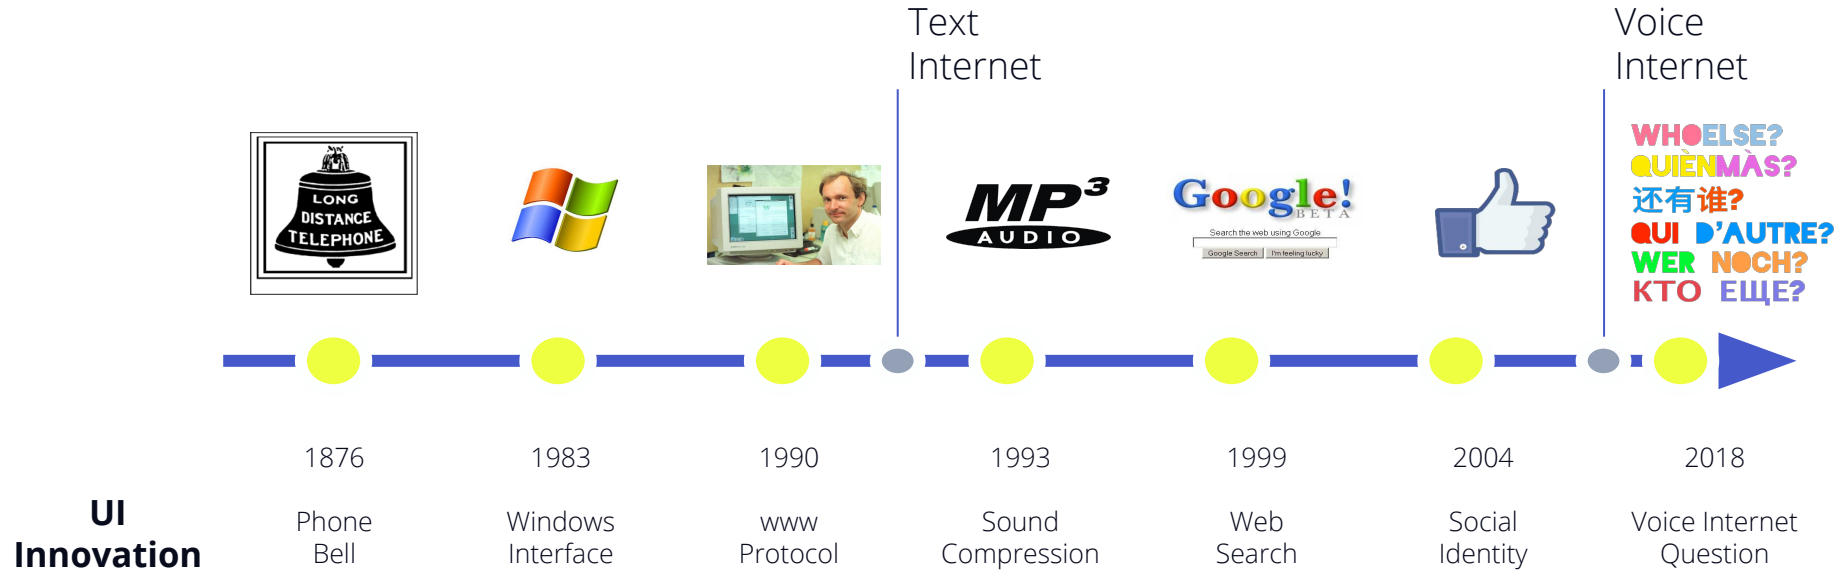 Text
Internet
Voice
Internet
LONG
DISTANCE
TELEPHONE
MP3
AUDIO
Google!
BETA
Search the web using Google
Google Search
I'm feeling lucky
WHOELSE?
QUIÈNMÀS?
还有谁?
QUI D'AUTRE?
WER NOCH?
КТО ЕЩЕ?
1876
1983
1990
1993
1999
2004
2018
UI
Innovation
Phone
Bell
Windows
Interface
www
Protocol
Sound
Compression
Web
Search
Social
Identity
Voice Internet
Question